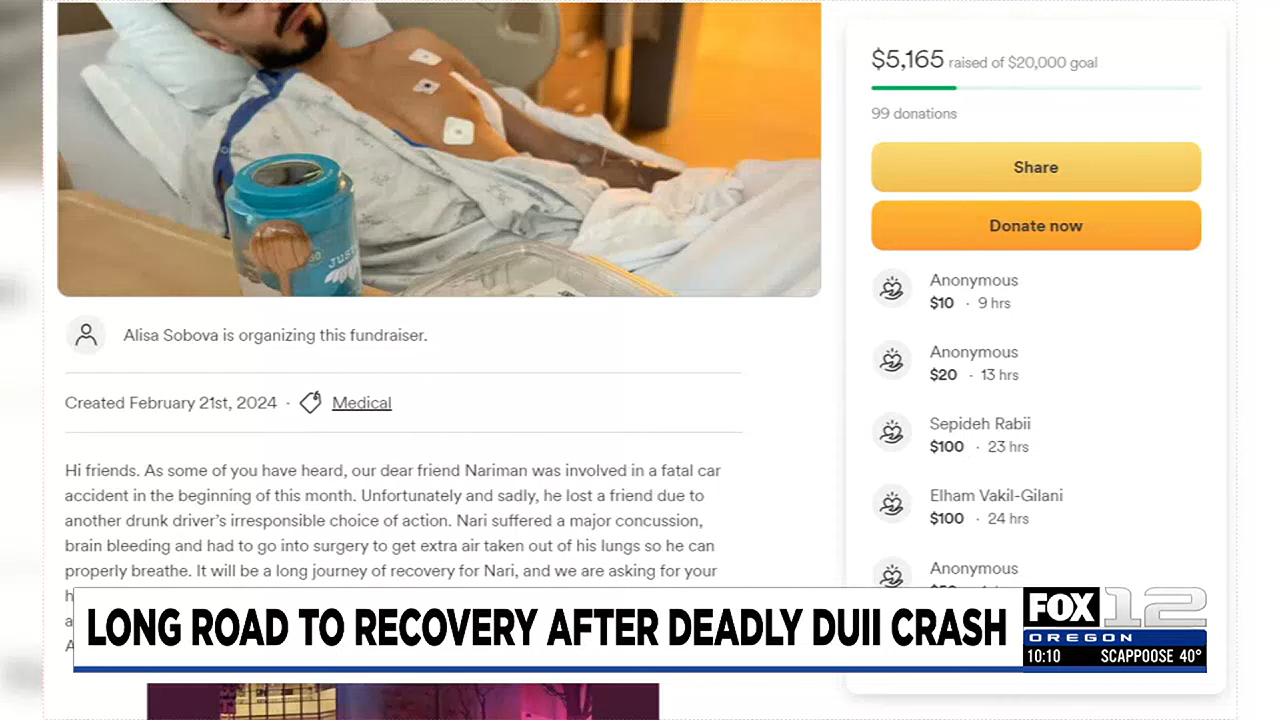 $5,165 raised of $20,000 goal
99 donations
Share
Donate now
Anonymous
$10 · 9 hrs
Anonymous
$20 · 13 hrs
Sepideh Rabii
$100 · 23 hrs
Elham Vakil-Gilani
$100 · 24 hrs
Anonymous
JUST
Alisa Sobova is organizing this fundraiser.
Created February 21st, 2024 · Medical
Hi friends. As some of you have heard, our dear friend Nariman was involved in a fatal car
accident in the beginning of this month. Unfortunately and sadly, he lost a friend due to
another drunk driver's irresponsible choice of action. Nari suffered a major concussion,
brain bleeding and had to go into surgery to get extra air taken out of his lungs so he can
properly breathe. It will be a long journey of recovery for Nari, and we are asking for your
LONG ROAD TO RECOVERY AFTER DEADLY DUII CRASH
FOX 12
OREGON
10:10 SCAPPOOSE 40°